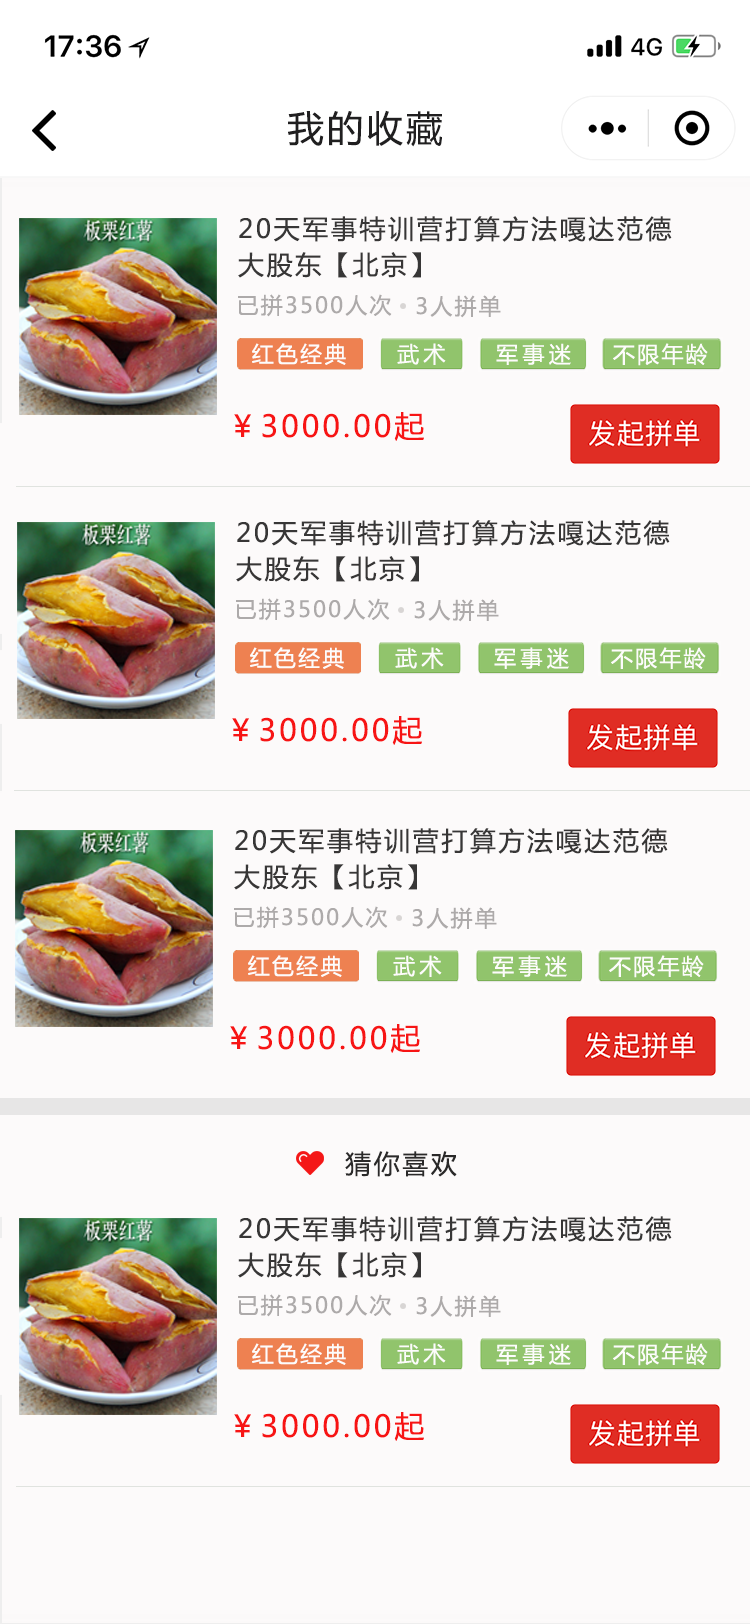 17:36
4G
我的收藏
板栗红薯
20天军事特训营打算方法嘎达范德
大股东【北京】
已拼3500人次•3人拼单
红色经典 武术 军事迷 不限年龄
¥ 3000.00起
发起拼单
板栗红薯
20天军事特训营打算方法嘎达范德
大股东【北京】
已拼3500人次•3人拼单
红色经典 武术 军事迷 不限年龄
¥ 3000.00起
发起拼单
板栗红薯
20天军事特训营打算方法嘎达范德
大股东【北京】
已拼3500人次•3人拼单
红色经典 武术 军事迷 不限年龄
¥ 3000.00起
发起拼单
猜你喜欢
板栗红薯
20天军事特训营打算方法嘎达范德
大股东【北京】
已拼3500人次•3人拼单
红色经典 武术 军事迷 不限年龄
¥ 3000.00起
发起拼单